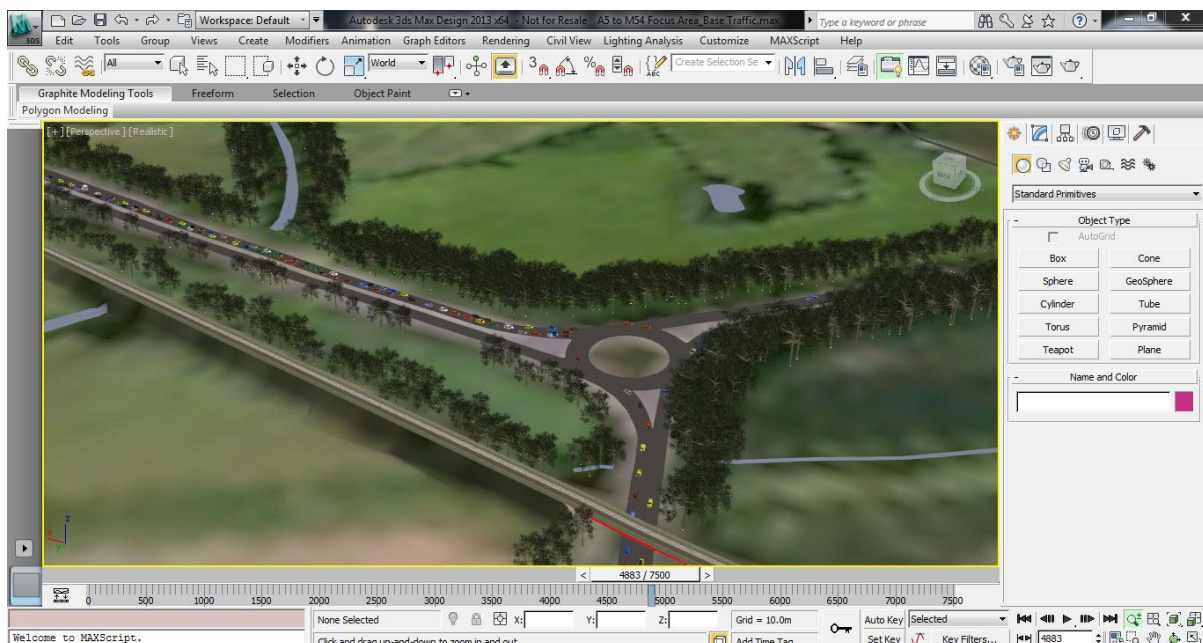 Workspace: Default
Autodesk 3ds Max Design 2013 x64 - Not for Resale A5 to M54 Focus Area_Base Traffic.max
Type a keyword or phrase
3DS
Edit Tools Group Views Create Modifiers Animation Graph Editors Rendering Civil View Lighting Analysis Customize MAXScript Help
All World 3 Create Selection Se
ABC
Graphite Modeling Tools Freeform Selection Object Paint
Polygon Modeling
[+] [Perspective] [Realistic]
BACK
Standard Primitives
- Object Type
AutoGrid
Box Cone
Sphere GeoSphere
Cylinder Tube
Torus Pyramid
Teapot Plane
- Name and Color
z
x
y
< 4883 / 7500 >
0 500 1000 1500 2000 2500 3000 3500 4000 4500 5000 5500 6000 6500 7000 7500
None Selected X: Y: Z: Grid = 10.0m Auto Key Selected
Welcome to MAXScript. Click and drag up-and-down to zoom in and out Add Time Tag Set Key Key Filters... 4883